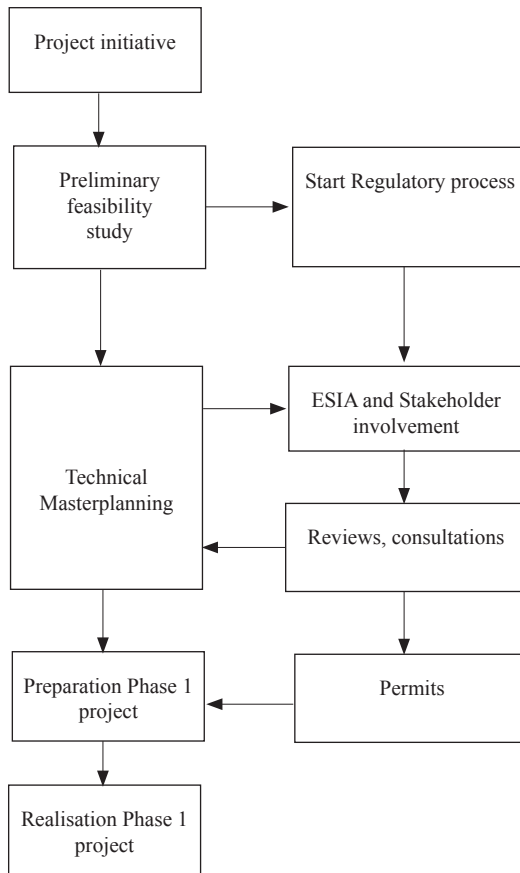 Project initiative
Preliminary
feasibility
study
Start Regulatory process
Technical
Masterplanning
ESIA and Stakeholder
involvement
Reviews, consultations
Preparation Phase 1
project
Permits
Realisation Phase 1
project